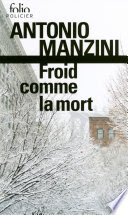 folio
POLICIER
ANTONIO
MANZINI
Froid
comme
la mort